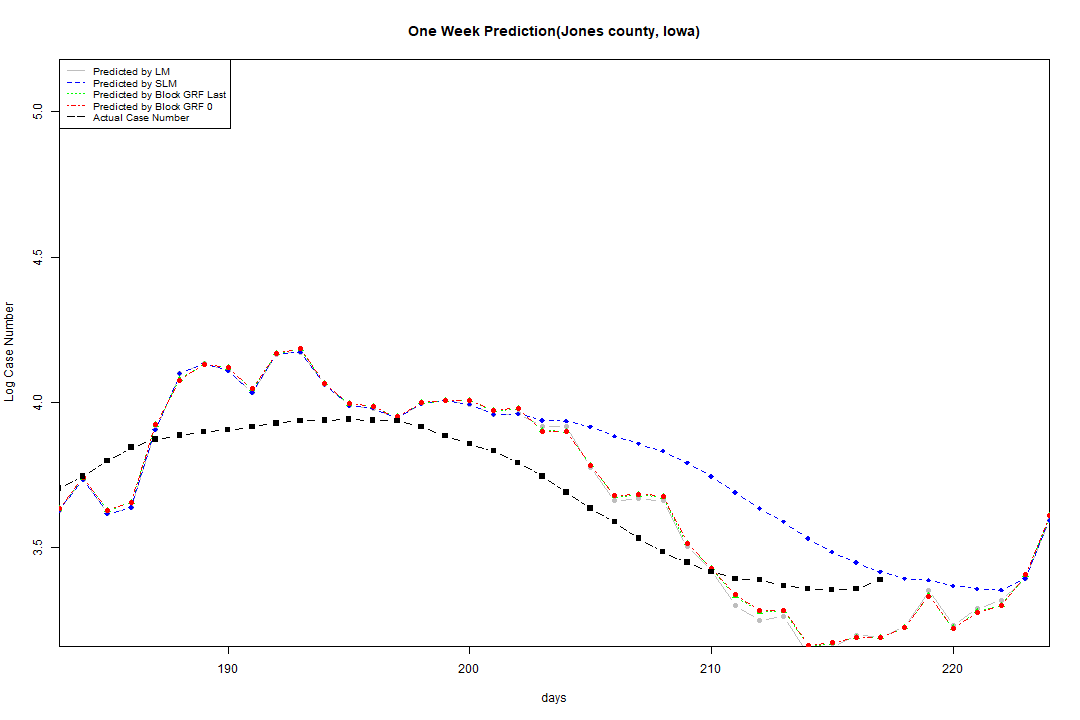 One Week Prediction(Jones county, Iowa)
Predicted by LM
Predicted by SLM
Predicted by Block GRF Last
Predicted by Block GRF 0
Actual Case Number
5.0
4.5
4.0
3.5
Log Case Number
190
200
210
220
days